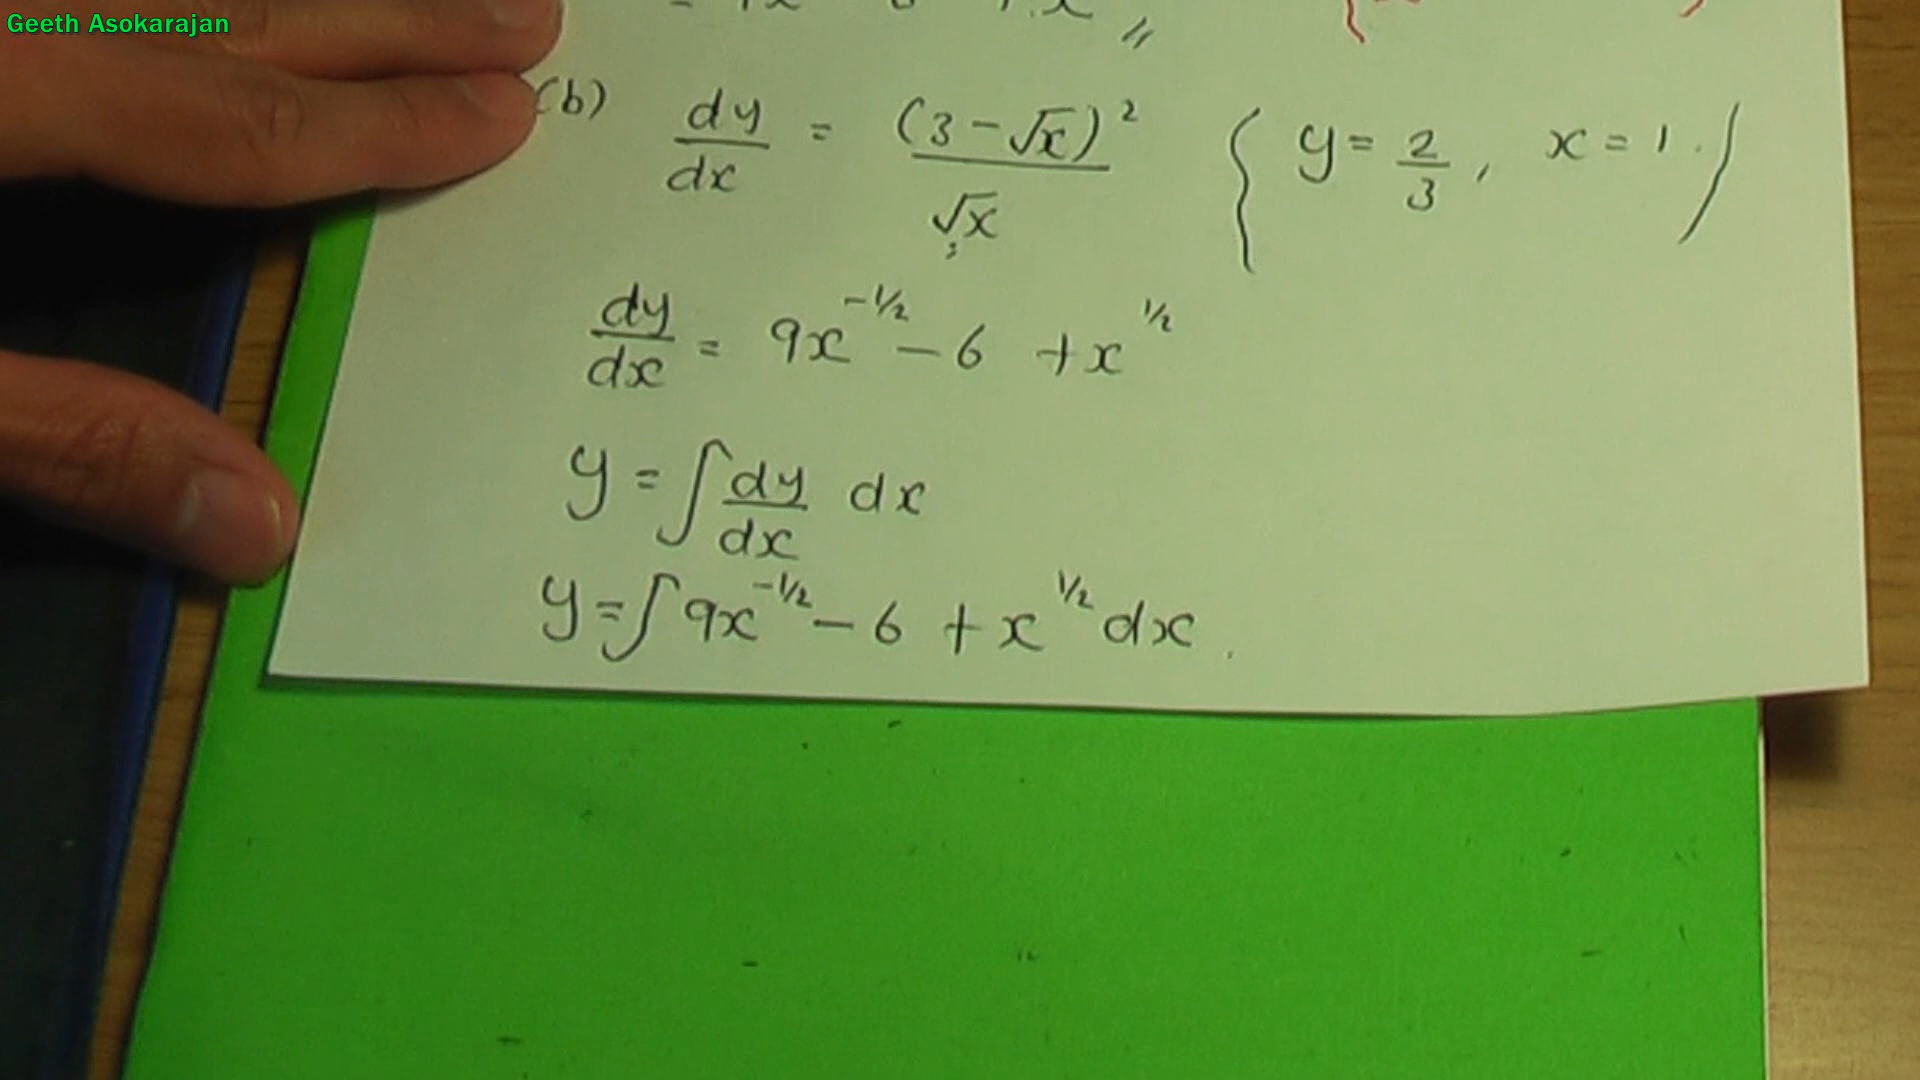 Geeth Asokarajan
(b) dy/dx = (3 - √x)² / √x { y = 2/3, x = 1. }
dy/dx = 9x^(-1/2) - 6 + x^(1/2)
y = ∫ dy/dx dx
y = ∫ 9x^(-1/2) - 6 + x^(1/2) dx.